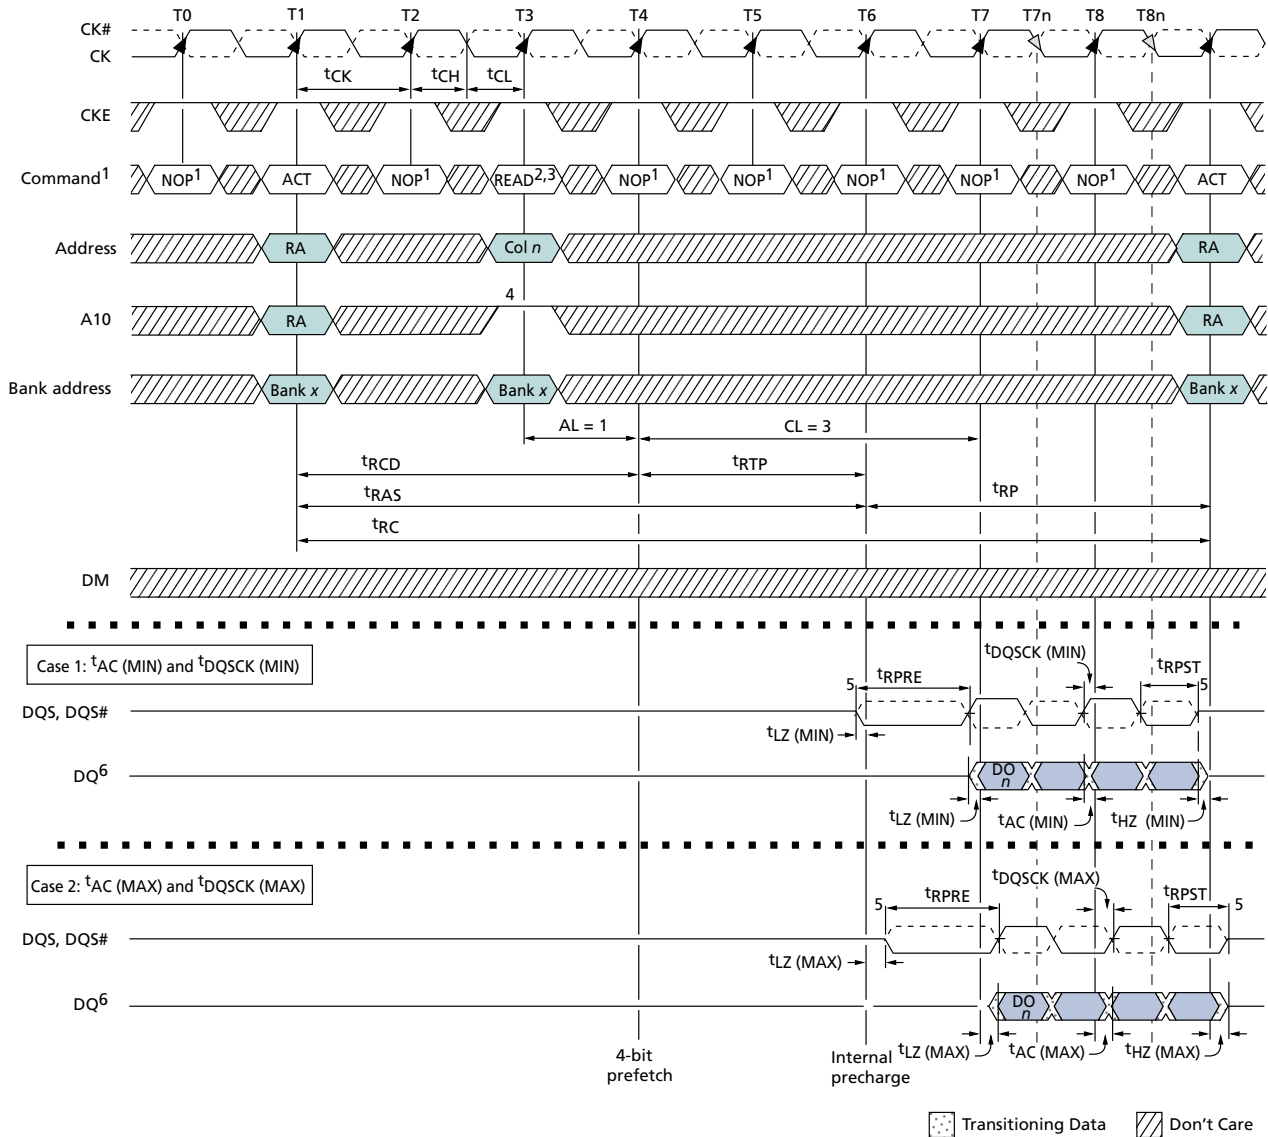 T0 T1 T2 T3 T4 T5 T6 T7 T7n T8 T8n
CK#
CK
tCK tCH tCL
CKE
Command1 NOP1 ACT NOP1 READ2,3 NOP1 NOP1 NOP1 NOP1 NOP1 ACT
Address RA Col n RA
4
A10 RA RA
Bank address Bank x Bank x Bank x
AL = 1 CL = 3
tRCD tRTP
tRAS tRP
tRC
DM
Case 1: tAC (MIN) and tDQSCK (MIN)
tDQSCK (MIN)
5 tRPRE tRPST 5
DQS, DQS#
tLZ (MIN)
DQ6 DO n
tLZ (MIN) tAC (MIN) tHZ (MIN)
Case 2: tAC (MAX) and tDQSCK (MAX)
tDQSCK (MAX)
5 tRPRE tRPST 5
DQS, DQS#
tLZ (MAX)
DQ6 DO n
tLZ (MAX) tAC (MAX) tHZ (MAX)
4-bit
prefetch
Internal
precharge
Transitioning Data Don't Care